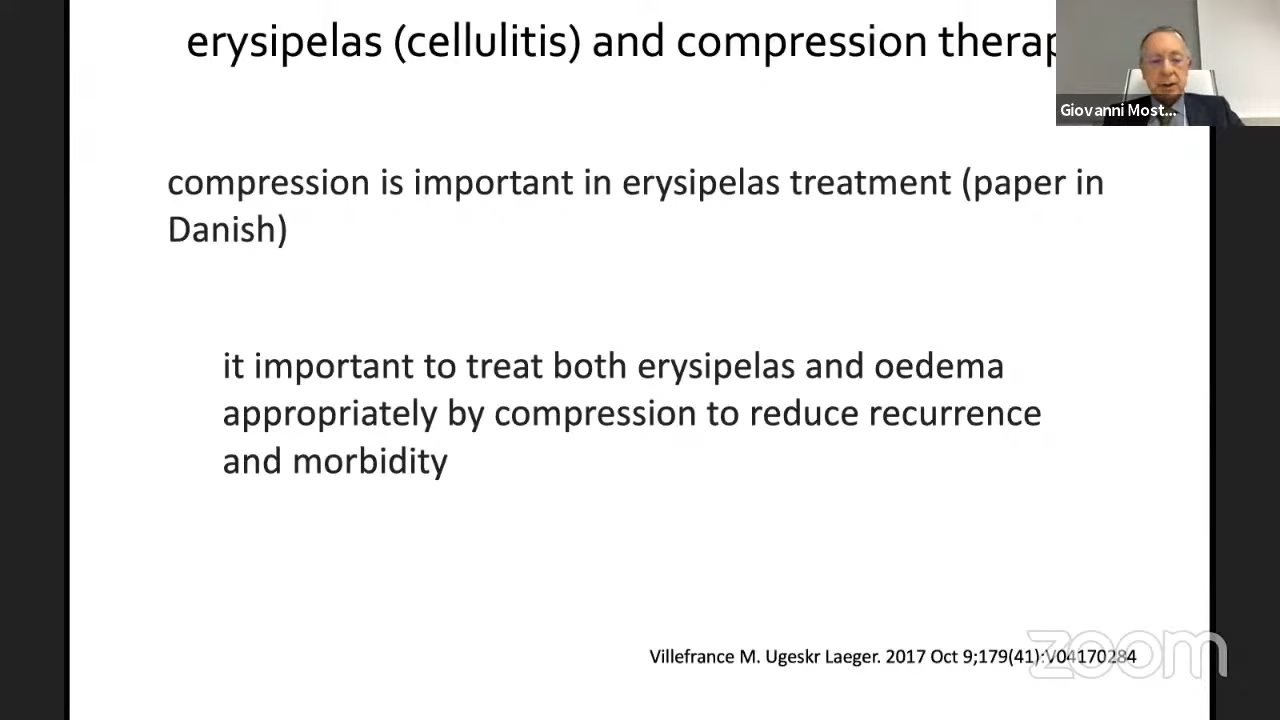 erysipelas (cellulitis) and compression therap
Giovanni Most...
compression is important in erysipelas treatment (paper in
Danish)
it important to treat both erysipelas and oedema
appropriately by compression to reduce recurrence
and morbidity
Villefrance M. Ugeskr Laeger. 2017 Oct 9;179(41):V04170284
zoom